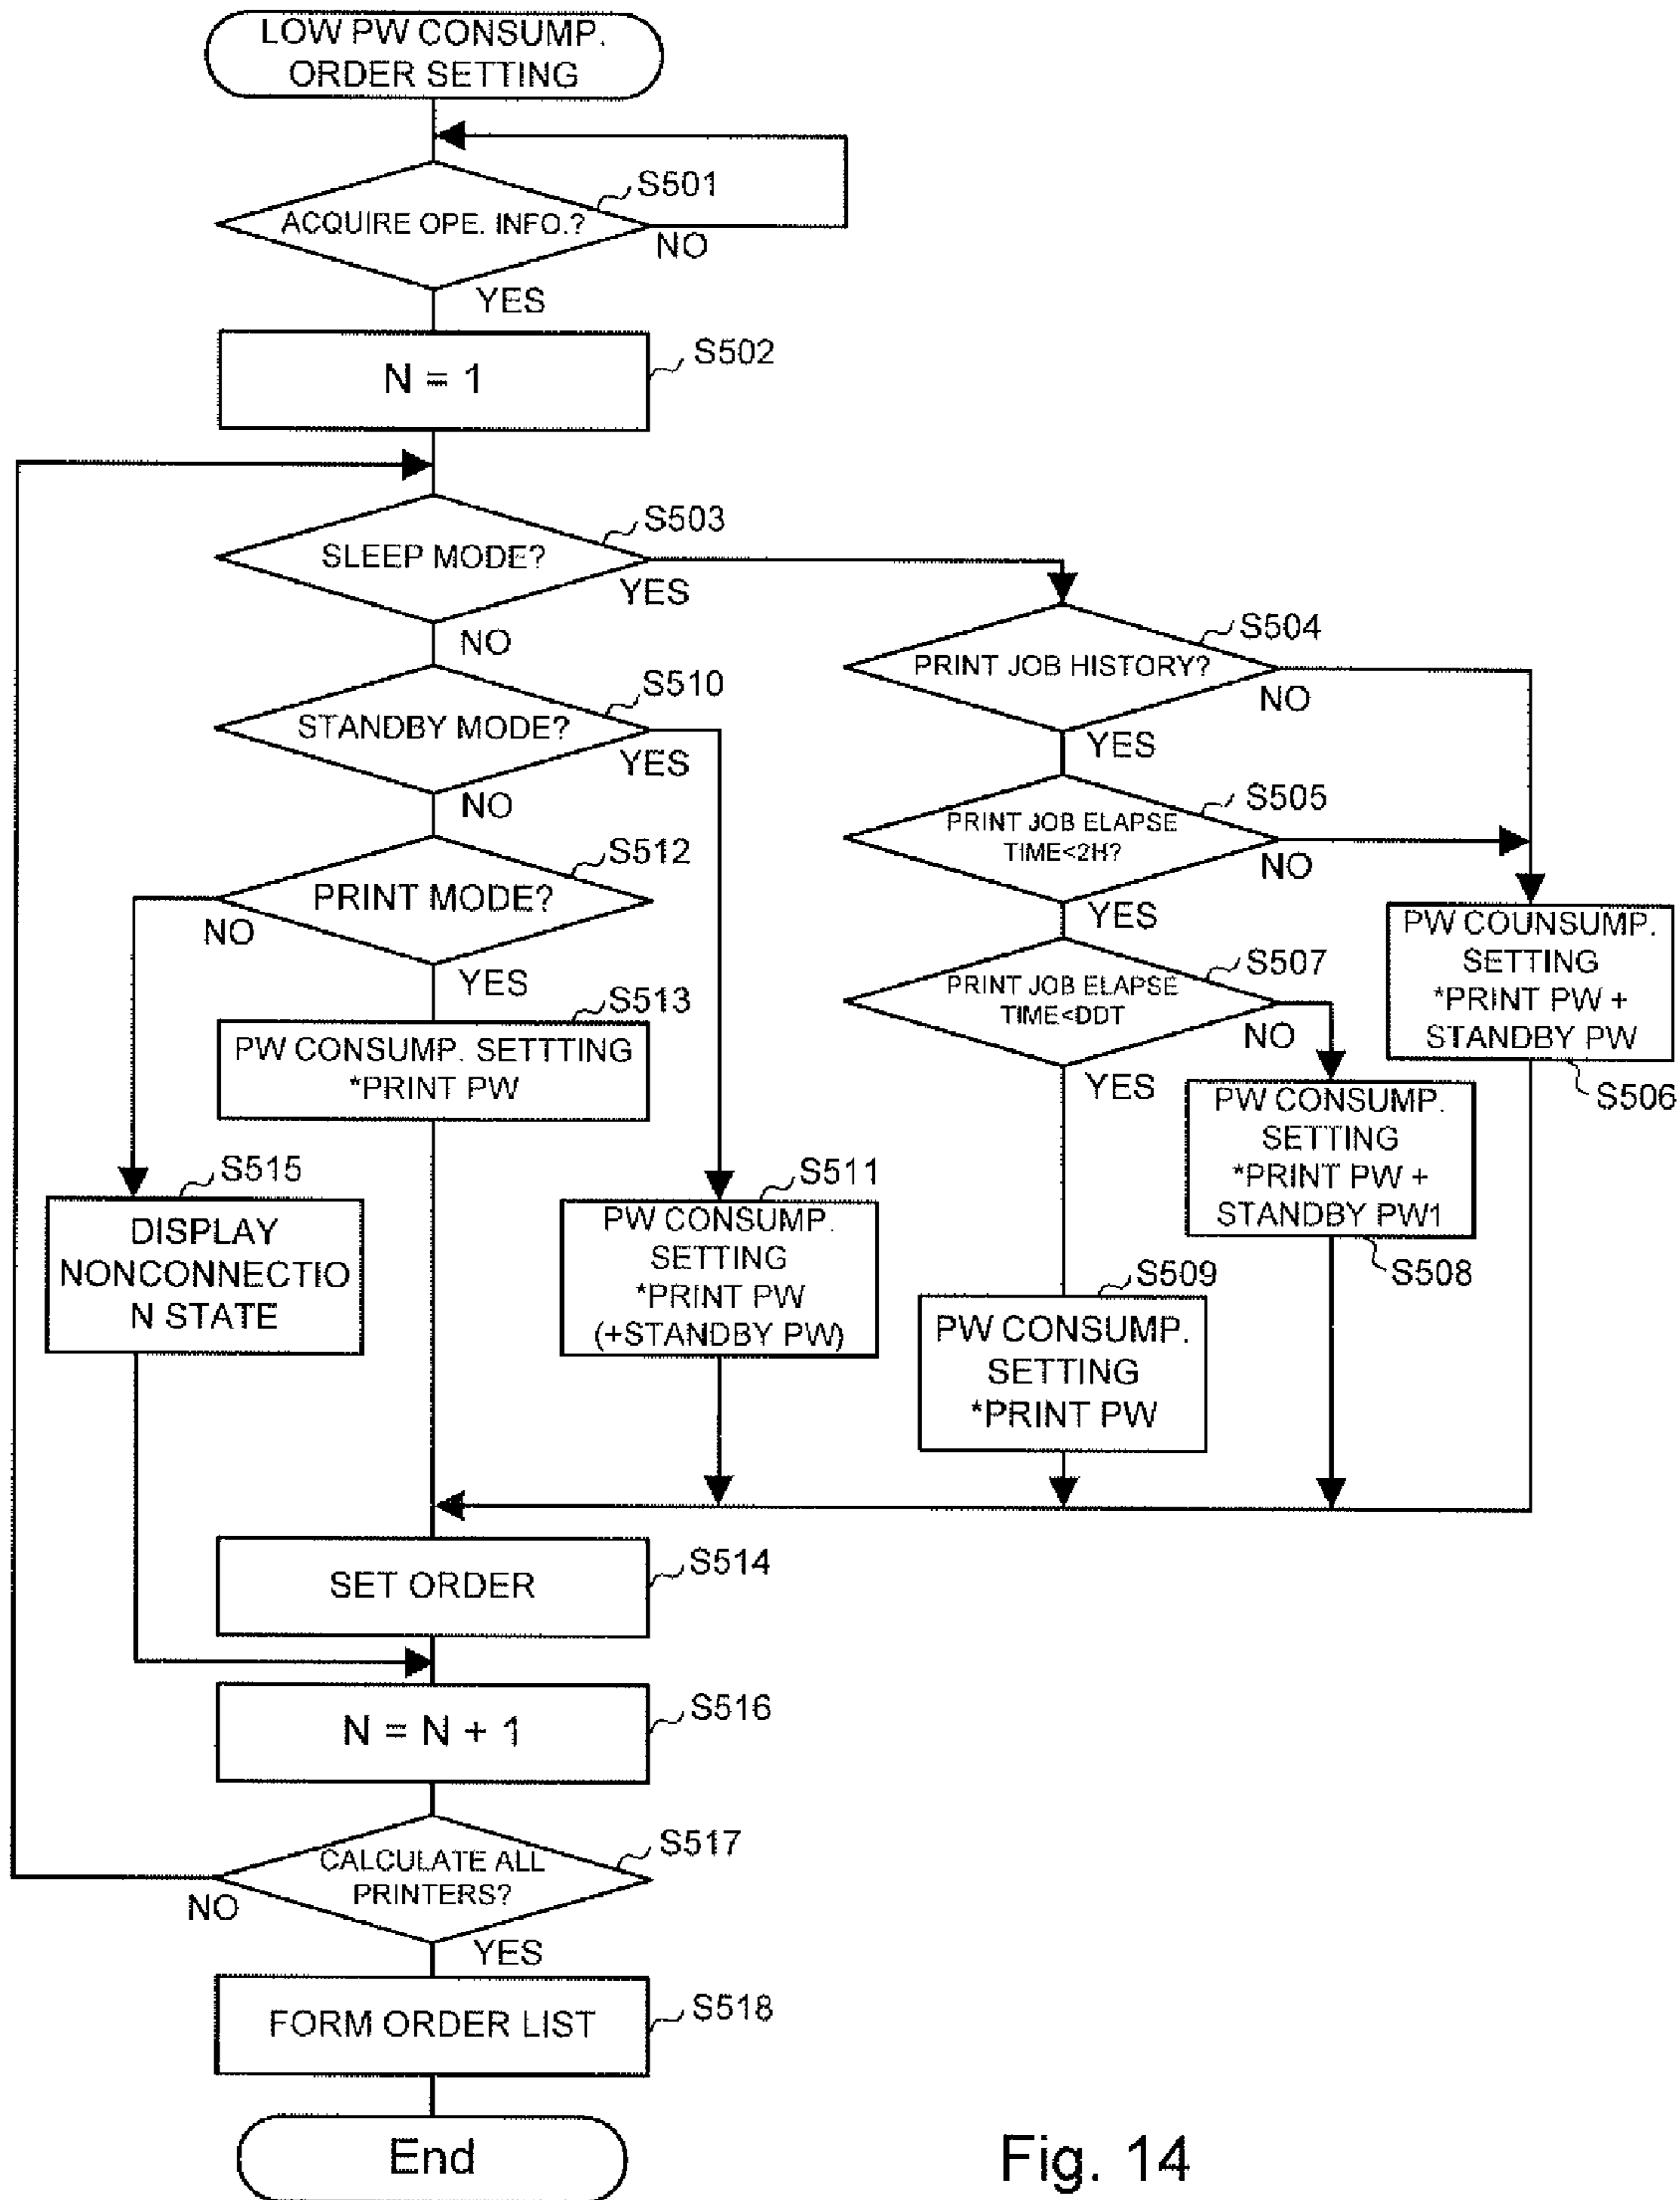 LOW PW CONSUMP.
ORDER SETTING
S501
ACQUIRE OPE. INFO.?
NO
YES
S502
N = 1
S503
SLEEP MODE?
YES
NO
S504
PRINT JOB HISTORY?
NO
YES
S510
STANDBY MODE?
YES
NO
S505
PRINT JOB ELAPSE
TIME<2H?
NO
YES
S512
PRINT MODE?
NO
YES
PW COUNSUMP.
SETTING
*PRINT PW +
STANDBY PW
S506
S507
PRINT JOB ELAPSE
TIME<DDT
NO
YES
S513
PW CONSUMP. SETTTING
*PRINT PW
PW CONSUMP.
SETTING
*PRINT PW +
STANDBY PW1
S508
S515
DISPLAY
NONCONNECTIO
N STATE
S511
PW CONSUMP.
SETTING
*PRINT PW
(+STANDBY PW)
S509
PW CONSUMP.
SETTING
*PRINT PW
S514
SET ORDER
S516
N = N + 1
S517
CALCULATE ALL
PRINTERS?
NO
YES
S518
FORM ORDER LIST
End
Fig. 14